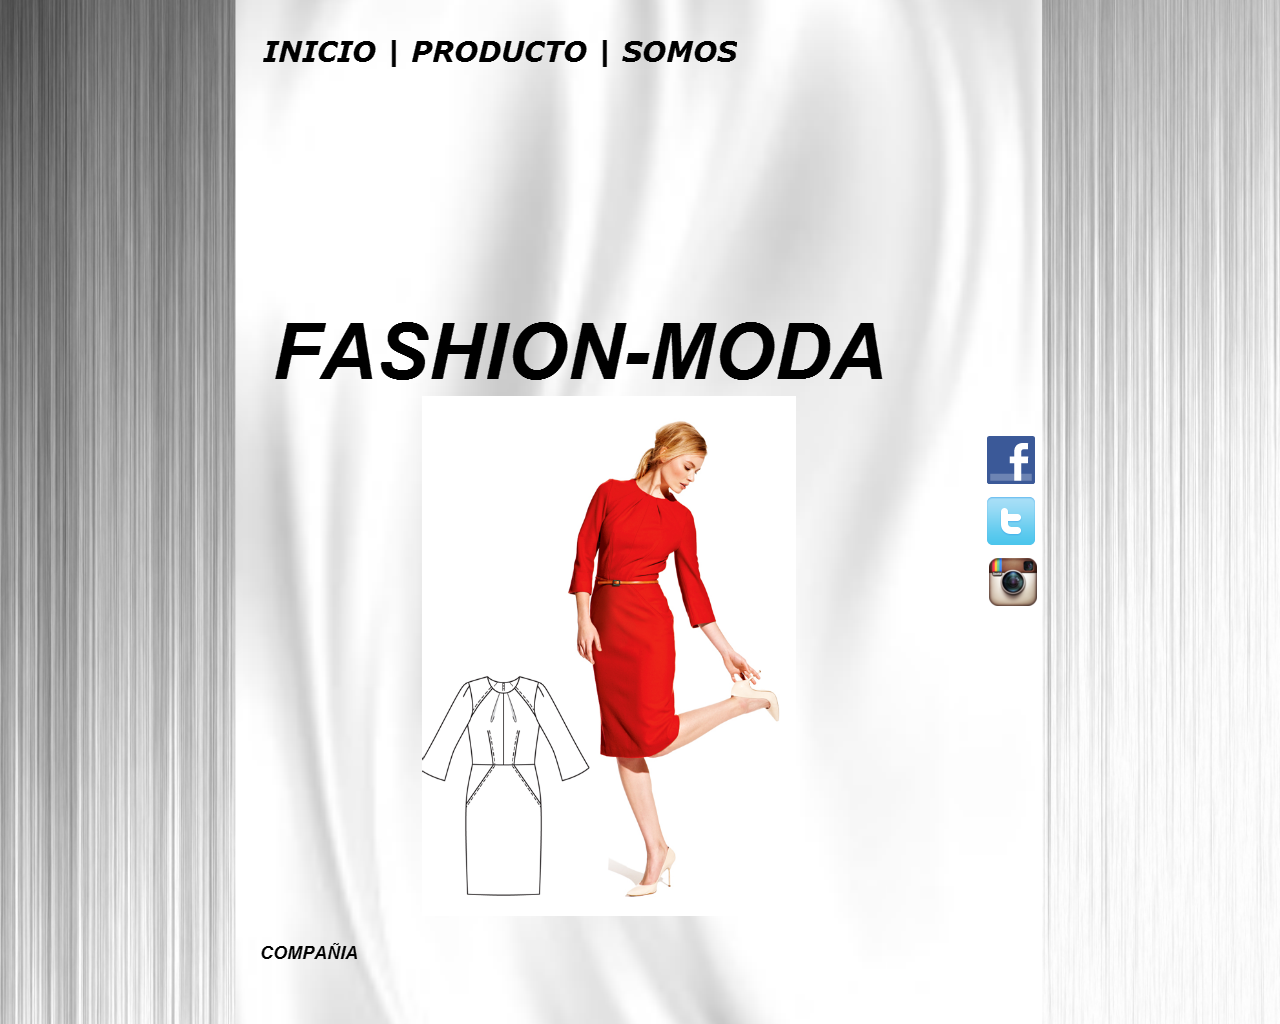 INICIO | PRODUCTO | SOMOS
FASHION-MODA
f
t
COMPAÑIA